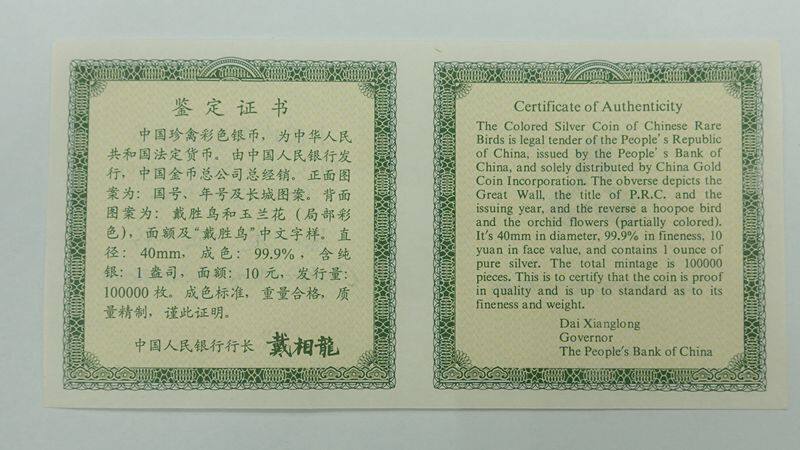 鉴定证书
中国珍禽彩色银币，为中华人民
共和国法定货币。由中国人民银行发
行，中国金币总公司总经销。正面图
案为：国号、年号及长城图案。背面
图案为：戴胜鸟和玉兰花（局部彩
色），面额及“戴胜鸟”中文字样。直
径：40mm，成色：99.9%，含纯
银：1盎司，面额：10元，发行量：
100000枚。成色标准，重量合格，质
量精制，谨此证明。
中国人民银行行长 戴相龍
Certificate of Authenticity
The Colored Silver Coin of Chinese Rare
Birds is legal tender of the People's Republic
of China, issued by the People's Bank of
China, and solely distributed by China Gold
Coin Incorporation. The obverse depicts the
Great Wall, the title of P.R.C. and the
issuing year, and the reverse a hoopoe bird
and the orchid flowers (partially colored).
It's 40mm in diameter, 99.9% in fineness, 10
yuan in face value, and contains 1 ounce of
pure silver. The total mintage is 100000
pieces. This is to certify that the coin is proof
in quality and is up to standard as to its
fineness and weight.
Dai Xianglong
Governor
The People's Bank of China